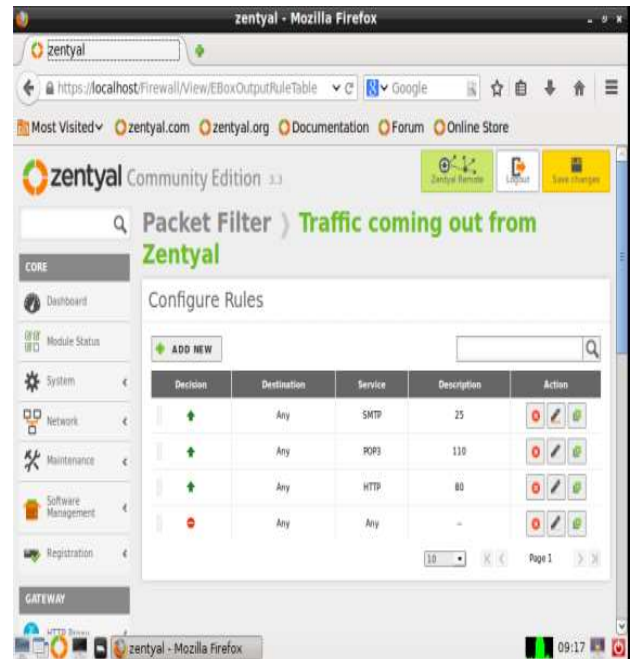 zentyal - Mozilla Firefox
zentyal
https://localhost/Firewall/View/EBoxOutputRuleTable
Google
Most Visited
zentyal.com
zentyal.org
Documentation
Forum
Online Store
zentyal Community Edition 3.3
Zentyal Remote
Logout
Save changes
Packet Filter
Traffic coming out from
Zentyal
CORE
Dashboard
Module Status
System
Network
Maintenance
Software
Management
Registration
GATEWAY
HTTP Proxy
Configure Rules
ADD NEW
Decision Destination Service Description Action
Any SMTP 25
Any POP3 110
Any HTTP 80
Any Any –
10 Page 1
zentyal - Mozilla Firefox
09:17